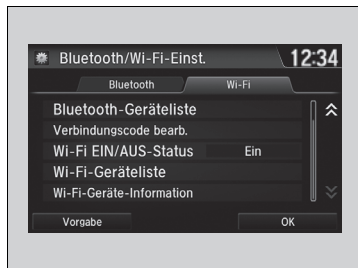 Bluetooth/Wi-Fi-Einst. 12:34
Bluetooth Wi-Fi
Bluetooth-Geräteliste
Verbindungscode bearb.
Wi-Fi EIN/AUS-Status Ein
Wi-Fi-Geräteliste
Wi-Fi-Geräte-Information
Vorgabe OK